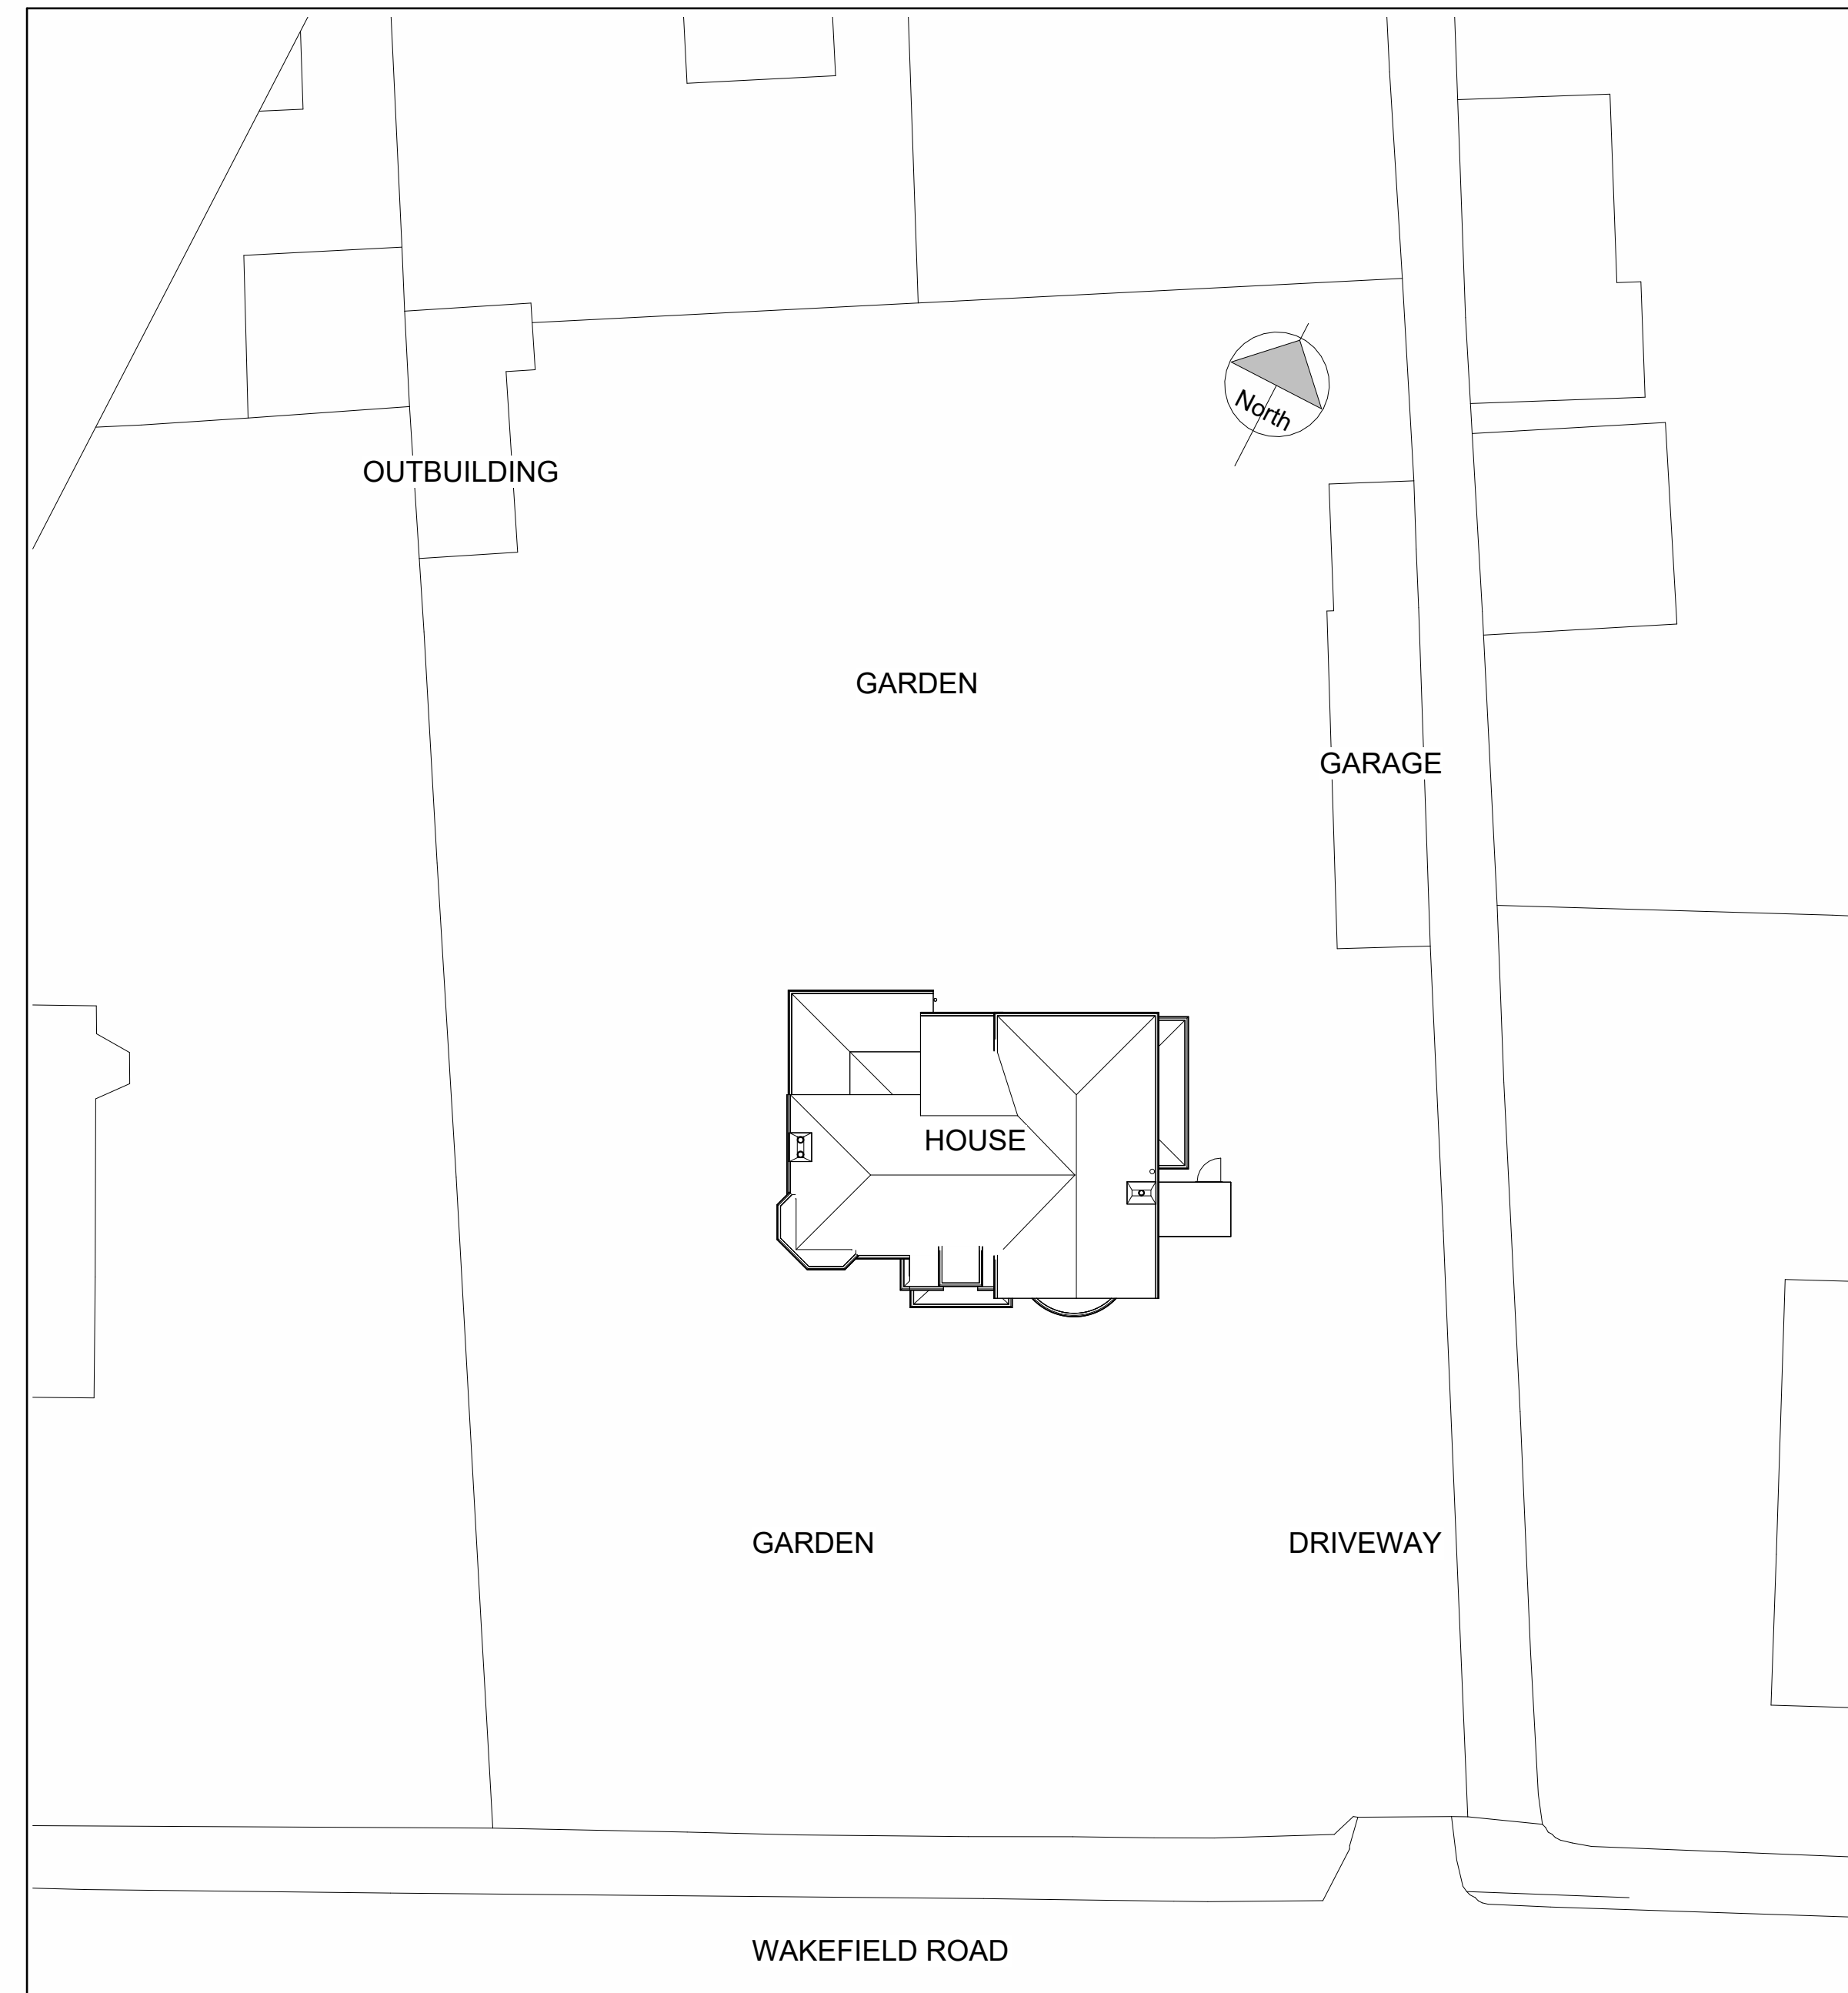 North
OUTBUILDING
GARDEN
GARAGE
HOUSE
GARDEN
DRIVEWAY
WAKEFIELD ROAD